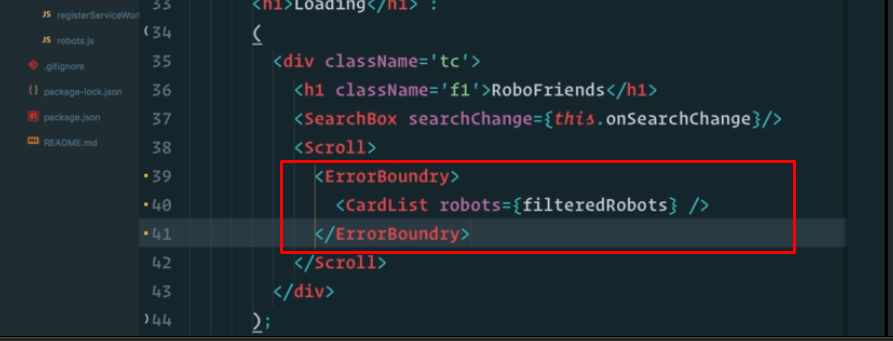 registerServiceWor
robots.js
.gitignore
package-lock.json
package.json
README.md
33 <h1>Loading</h1> :
34 (
35 <div className='tc'>
36 <h1 className='f1'>RoboFriends</h1>
37 <SearchBox searchChange={this.onSearchChange}/>
38 <Scroll>
39 <ErrorBoundry>
40 <CardList robots={filteredRobots} />
41 </ErrorBoundry>
42 </Scroll>
43 </div>
44 );